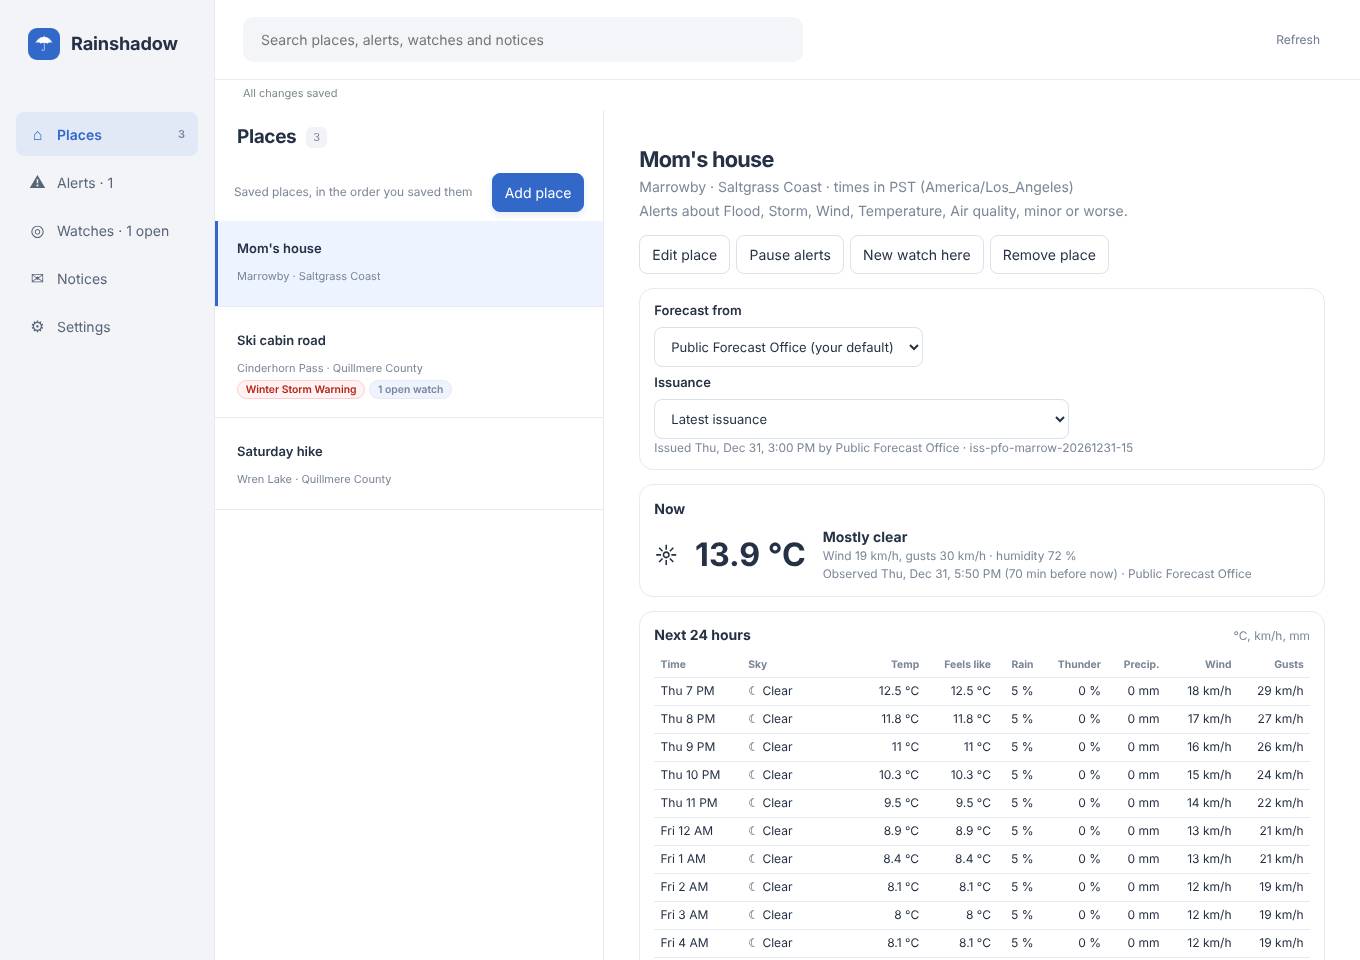 Rainshadow
Search places, alerts, watches and notices
Refresh
All changes saved
Places 3
Alerts · 1
Watches · 1 open
Notices
Settings
Places 3
Saved places, in the order you saved them
Add place
Mom's house
Marrowby · Saltgrass Coast
Ski cabin road
Cinderhorn Pass · Quillmere County
Winter Storm Warning 1 open watch
Saturday hike
Wren Lake · Quillmere County
Mom's house
Marrowby · Saltgrass Coast · times in PST (America/Los_Angeles)
Alerts about Flood, Storm, Wind, Temperature, Air quality, minor or worse.
Edit place Pause alerts New watch here Remove place
Forecast from
Public Forecast Office (your default)
Issuance
Latest issuance
Issued Thu, Dec 31, 3:00 PM by Public Forecast Office · iss-pfo-marrow-20261231-15
Now
13.9 °C
Mostly clear
Wind 19 km/h, gusts 30 km/h · humidity 72 %
Observed Thu, Dec 31, 5:50 PM (70 min before now) · Public Forecast Office
Next 24 hours °C, km/h, mm
Time Sky Temp Feels like Rain Thunder Precip. Wind Gusts
Thu 7 PM Clear 12.5 °C 12.5 °C 5 % 0 % 0 mm 18 km/h 29 km/h
Thu 8 PM Clear 11.8 °C 11.8 °C 5 % 0 % 0 mm 17 km/h 27 km/h
Thu 9 PM Clear 11 °C 11 °C 5 % 0 % 0 mm 16 km/h 26 km/h
Thu 10 PM Clear 10.3 °C 10.3 °C 5 % 0 % 0 mm 15 km/h 24 km/h
Thu 11 PM Clear 9.5 °C 9.5 °C 5 % 0 % 0 mm 14 km/h 22 km/h
Fri 12 AM Clear 8.9 °C 8.9 °C 5 % 0 % 0 mm 13 km/h 21 km/h
Fri 1 AM Clear 8.4 °C 8.4 °C 5 % 0 % 0 mm 13 km/h 21 km/h
Fri 2 AM Clear 8.1 °C 8.1 °C 5 % 0 % 0 mm 12 km/h 19 km/h
Fri 3 AM Clear 8 °C 8 °C 5 % 0 % 0 mm 12 km/h 19 km/h
Fri 4 AM Clear 8.1 °C 8.1 °C 5 % 0 % 0 mm 12 km/h 19 km/h